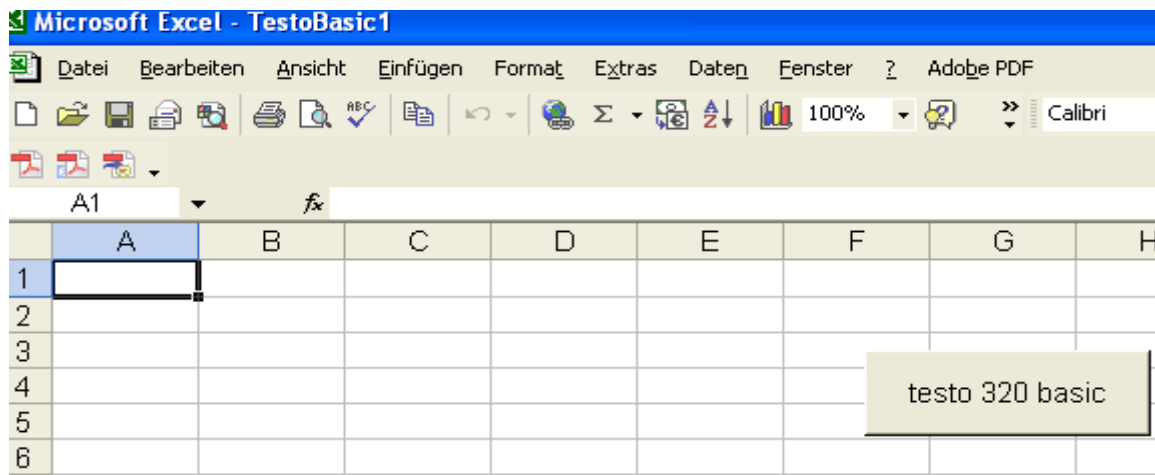 Microsoft Excel - TestoBasic1
Datei Bearbeiten Ansicht Einfügen Format Extras Daten Fenster ? Adobe PDF
ABC Σ € A Z 100% ? » Calibri
A1 fx
A B C D E F G H
1
2
3
4
testo 320 basic
5
6